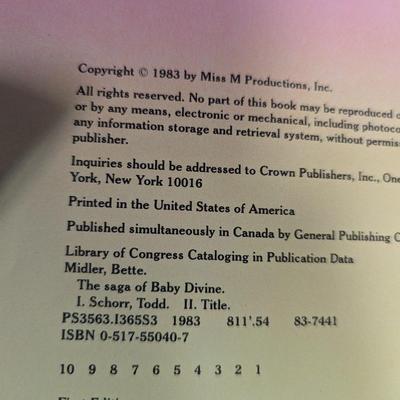 Copyright © 1983 by Miss M Productions, Inc.
All rights reserved. No part of this book may be reproduced
or by any means, electronic or mechanical, including
any information storage and retrieval system, without
publisher.
Inquiries should be addressed to Crown Publishers, Inc., One
York, New York 10016
Printed in the United States of America
Published simultaneously in Canada by General Publishing
Library of Congress Cataloging in Publication Data
Midler, Bette.
The saga of Baby Divine.
I. Schorr, Todd. II. Title.
PS3563.I365S3 1983 811'.54 83-7441
ISBN 0-517-55040-7
10 9 8 7 6 5 4 3 2 1